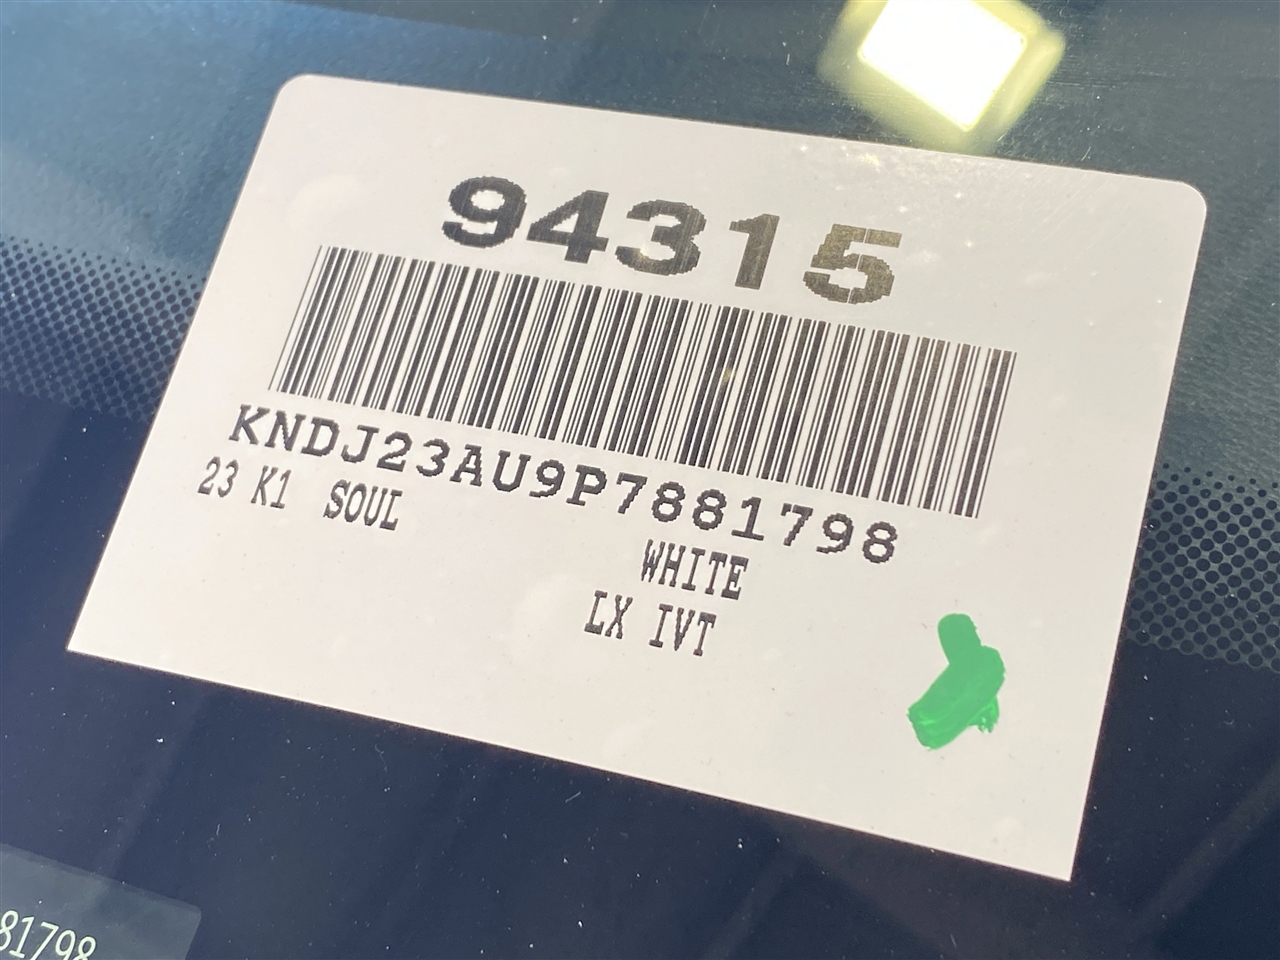 94315
KNDJ23AU9P7881798
23 K1 SOUL
WHITE
LX IVT
81798